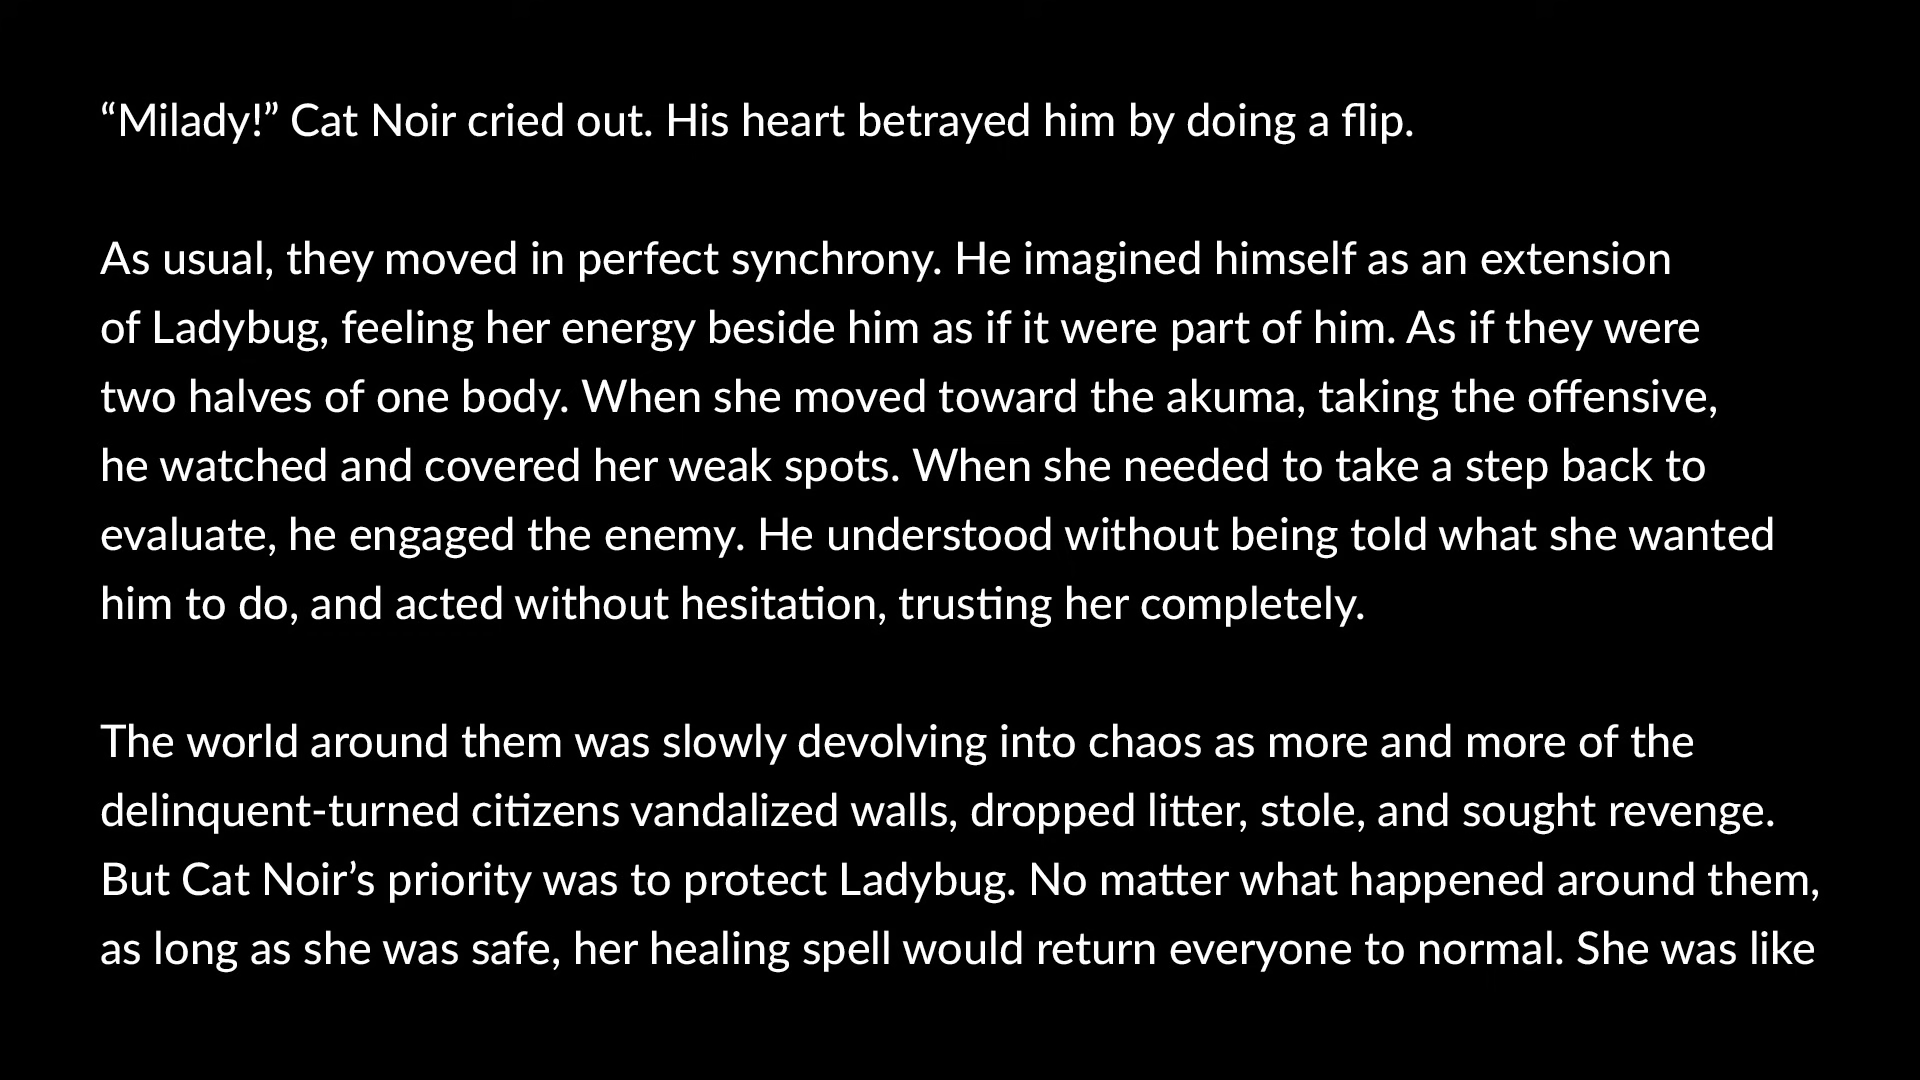 “Milady!” Cat Noir cried out. His heart betrayed him by doing a flip.
As usual, they moved in perfect synchrony. He imagined himself as an extension
of Ladybug, feeling her energy beside him as if it were part of him. As if they were
two halves of one body. When she moved toward the akuma, taking the offensive,
he watched and covered her weak spots. When she needed to take a step back to
evaluate, he engaged the enemy. He understood without being told what she wanted
him to do, and acted without hesitation, trusting her completely.
The world around them was slowly devolving into chaos as more and more of the
delinquent-turned citizens vandalized walls, dropped litter, stole, and sought revenge.
But Cat Noir’s priority was to protect Ladybug. No matter what happened around them,
as long as she was safe, her healing spell would return everyone to normal. She was like